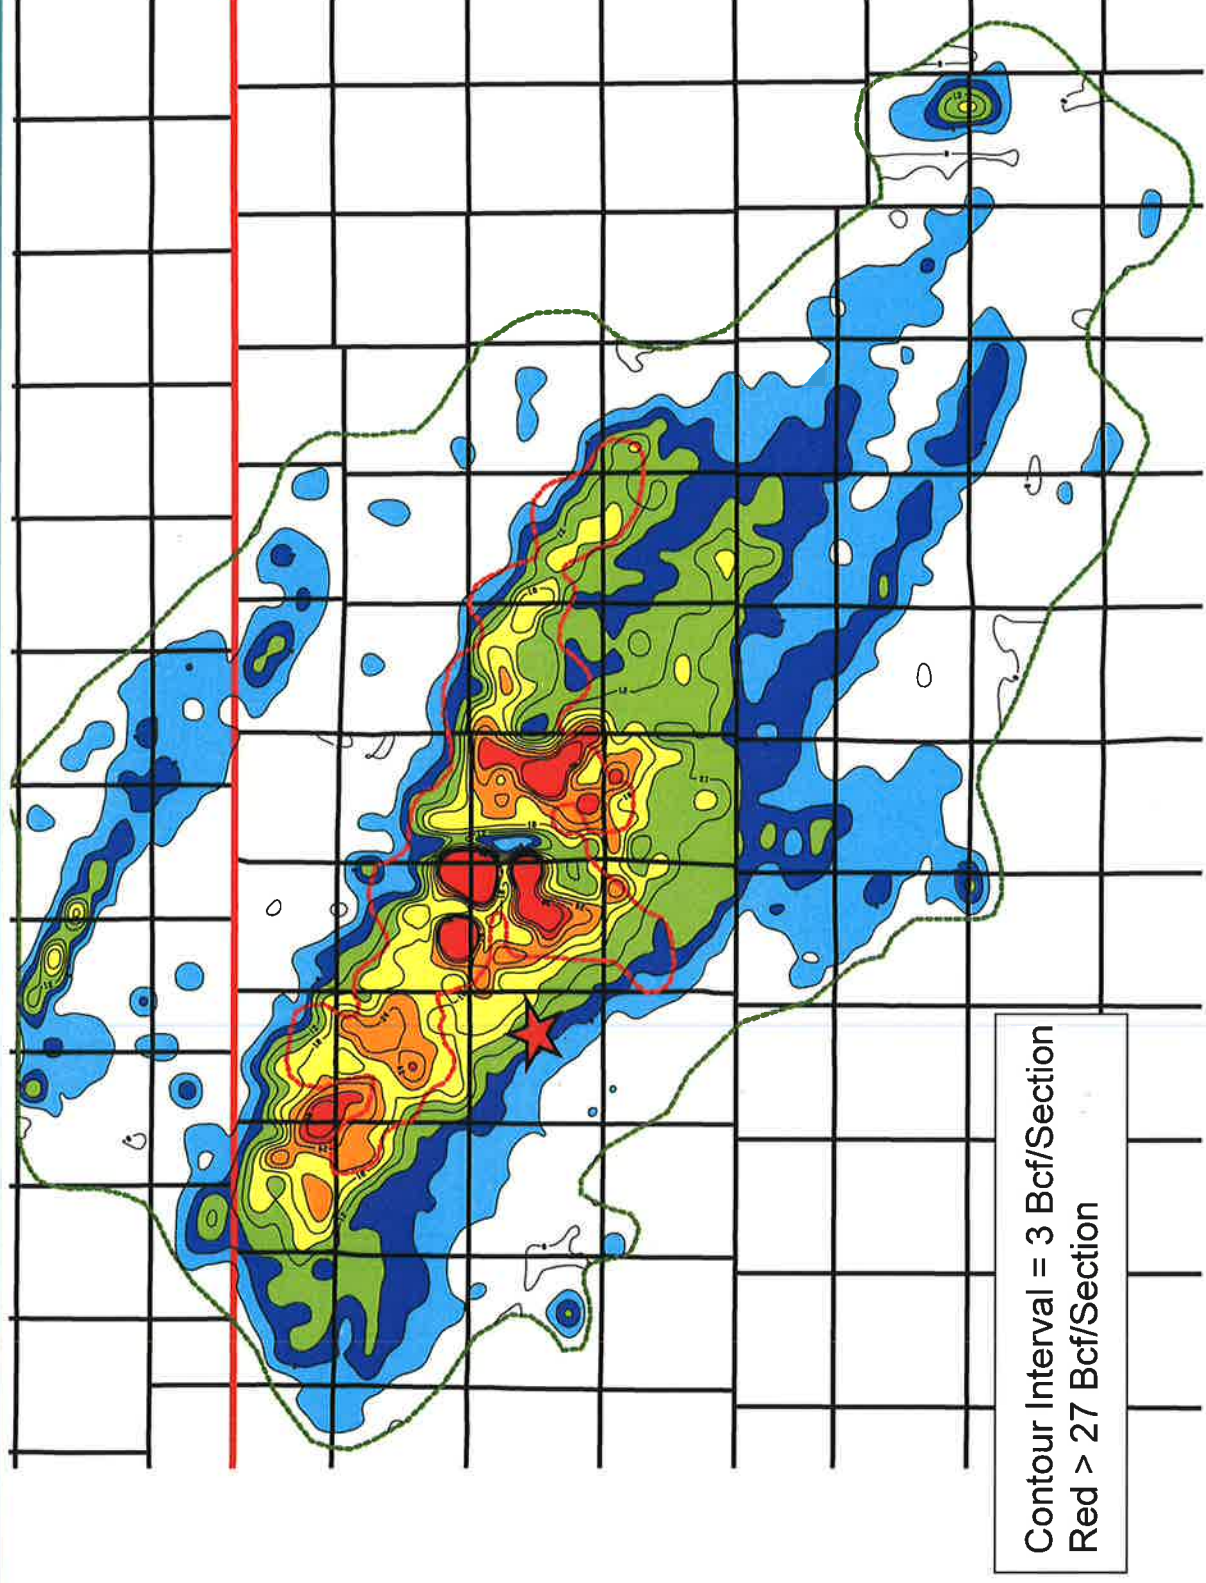 Contour Interval = 3 Bcf/Section
Red > 27 Bcf/Section